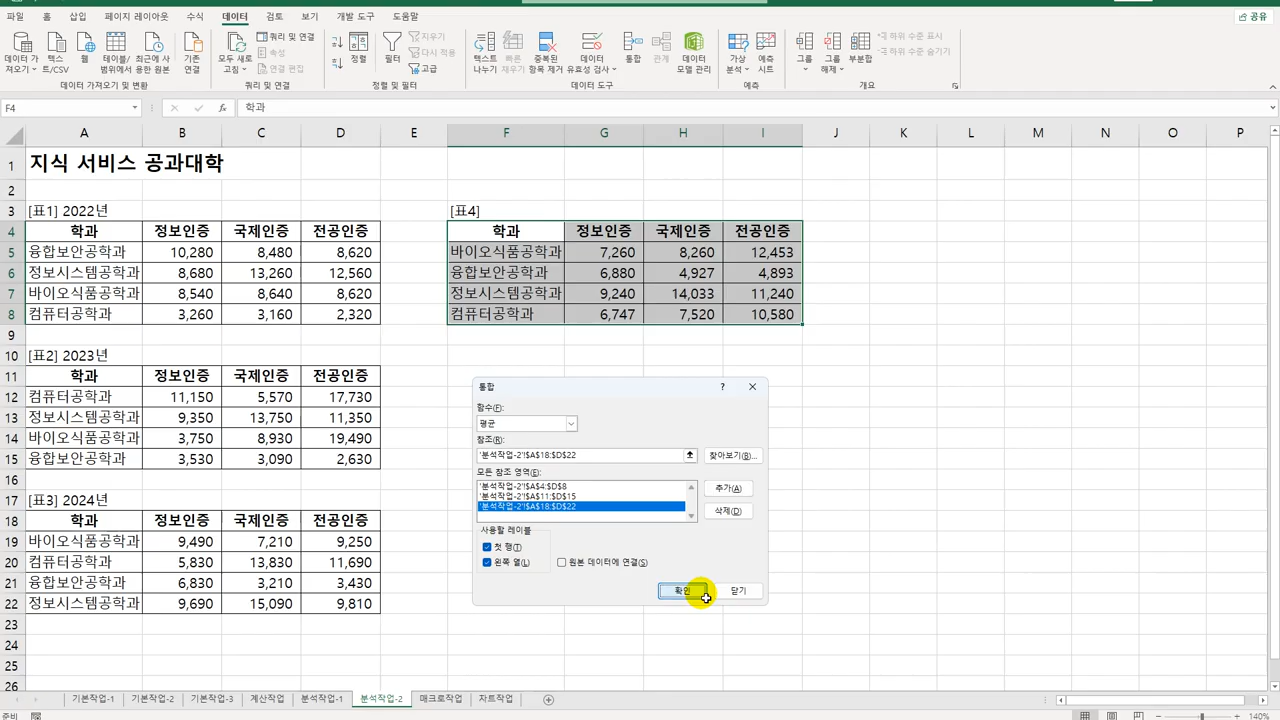 파일 홈 삽입 페이지 레이아웃 수식 데이터 검토 보기 개발 도구 도움말 공유
데이터 가져오기 텍스트/CSV 웹 테이블/범위에서 최근에 사용한 원본 기존 연결
데이터 가져오기 및 변환
모두 새로 고침 쿼리 및 연결 속성 연결 편집
쿼리 및 연결
정렬 필터 지우기 다시 적용 고급
정렬 및 필터
텍스트 나누기 빠른 채우기 중복된 항목 제거 데이터 유효성 검사 통합 관계 데이터 모델 관리
데이터 도구
가상 분석 예측 시트
예측
그룹 그룹 해제 부분합 하위 수준 표시 하위 수준 숨기기
개요
F4 fx 학과
A B C D E F G H I J K L M N O P
1 지식 서비스 공과대학
2
3 [표1] 2022년 [표4]
4 학과 정보인증 국제인증 전공인증 학과 정보인증 국제인증 전공인증
5 융합보안공학과 10,280 8,480 8,620 바이오식품공학과 7,260 8,260 12,453
6 정보시스템공학과 8,680 13,260 12,560 융합보안공학과 6,880 4,927 4,893
7 바이오식품공학과 8,540 8,640 8,620 정보시스템공학과 9,240 14,033 11,240
8 컴퓨터공학과 3,260 3,160 2,320 컴퓨터공학과 6,747 7,520 10,580
9
10 [표2] 2023년
11 학과 정보인증 국제인증 전공인증
12 컴퓨터공학과 11,150 5,570 17,730
13 정보시스템공학과 9,350 13,750 11,350
14 바이오식품공학과 3,750 8,930 19,490
15 융합보안공학과 3,530 3,090 2,630
16
17 [표3] 2024년
18 학과 정보인증 국제인증 전공인증
19 바이오식품공학과 9,490 7,210 9,250
20 컴퓨터공학과 5,830 13,830 11,690
21 융합보안공학과 6,830 3,210 3,430
22 정보시스템공학과 9,690 15,090 9,810
23
24
25
26
통합 ? ×
함수(F):
평균
참조(R):
'분석작업-2'!$A$18:$D$22 찾아보기(B)...
모든 참조 영역(E):
'분석작업-2'!$A$4:$D$8 추가(A)
'분석작업-2'!$A$11:$D$15
'분석작업-2'!$A$18:$D$22 삭제(D)
사용할 레이블
첫 행(T)
왼쪽 열(L) 원본 데이터에 연결(S)
확인 닫기
기본작업-1 기본작업-2 기본작업-3 계산작업 분석작업-1 분석작업-2 매크로작업 차트작업
준비 140%